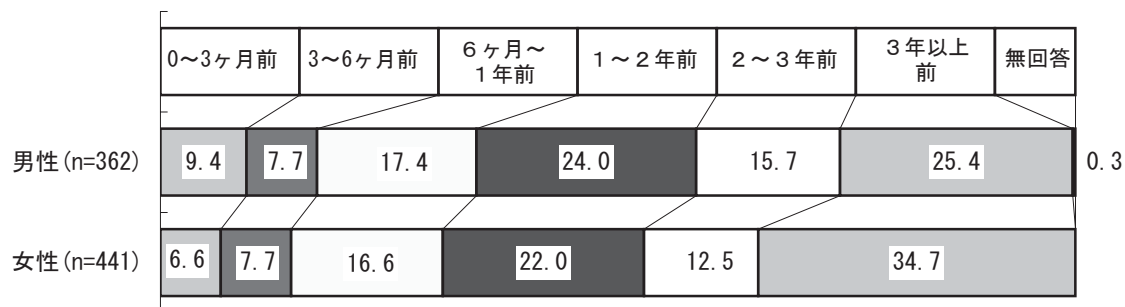 0～3ヶ月前 3～6ヶ月前 6ヶ月～ 1～2年前 2～3年前 3年以上 無回答
1年前 前
男性(n=362) 9.4 7.7 17.4 24.0 15.7 25.4 0.3
女性(n=441) 6.6 7.7 16.6 22.0 12.5 34.7